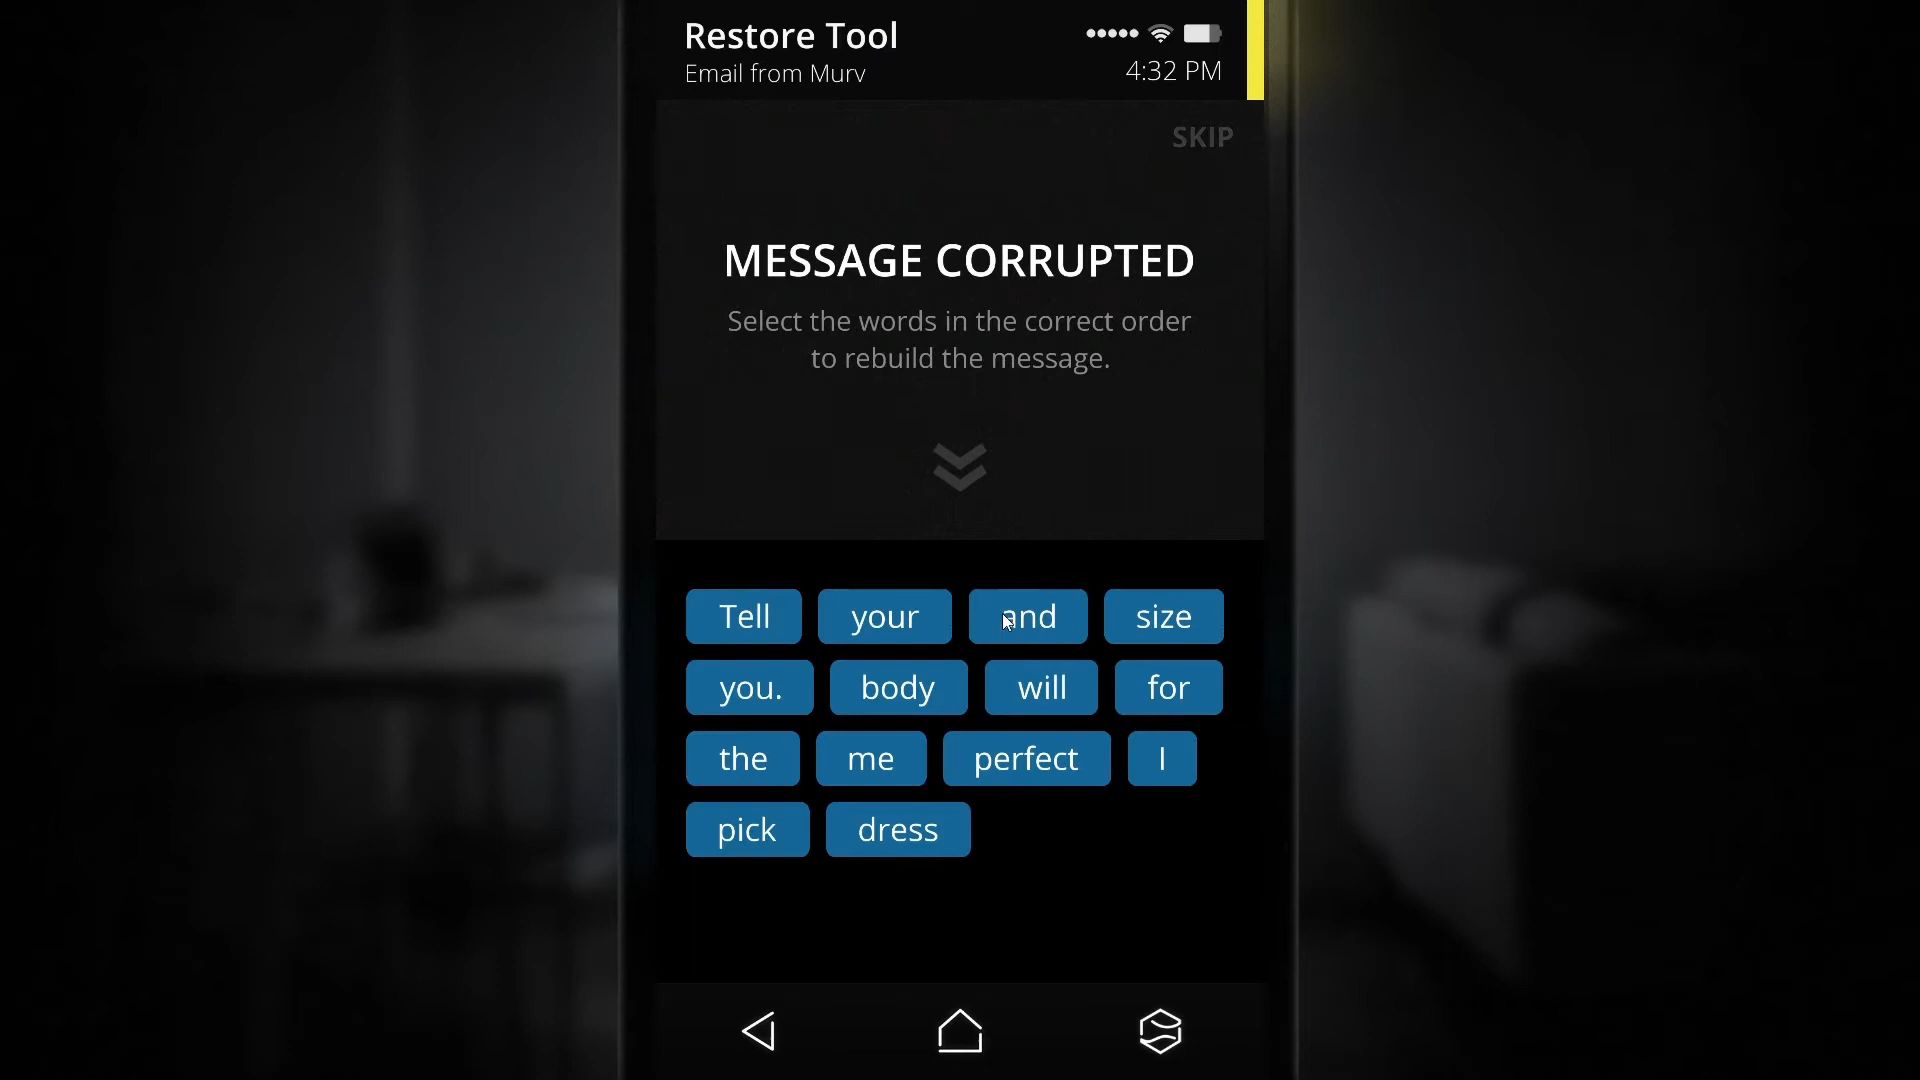 Restore Tool
Email from Murv
4:32 PM
SKIP
MESSAGE CORRUPTED
Select the words in the correct order
to rebuild the message.
Tell your and size
you. body will for
the me perfect I
pick dress